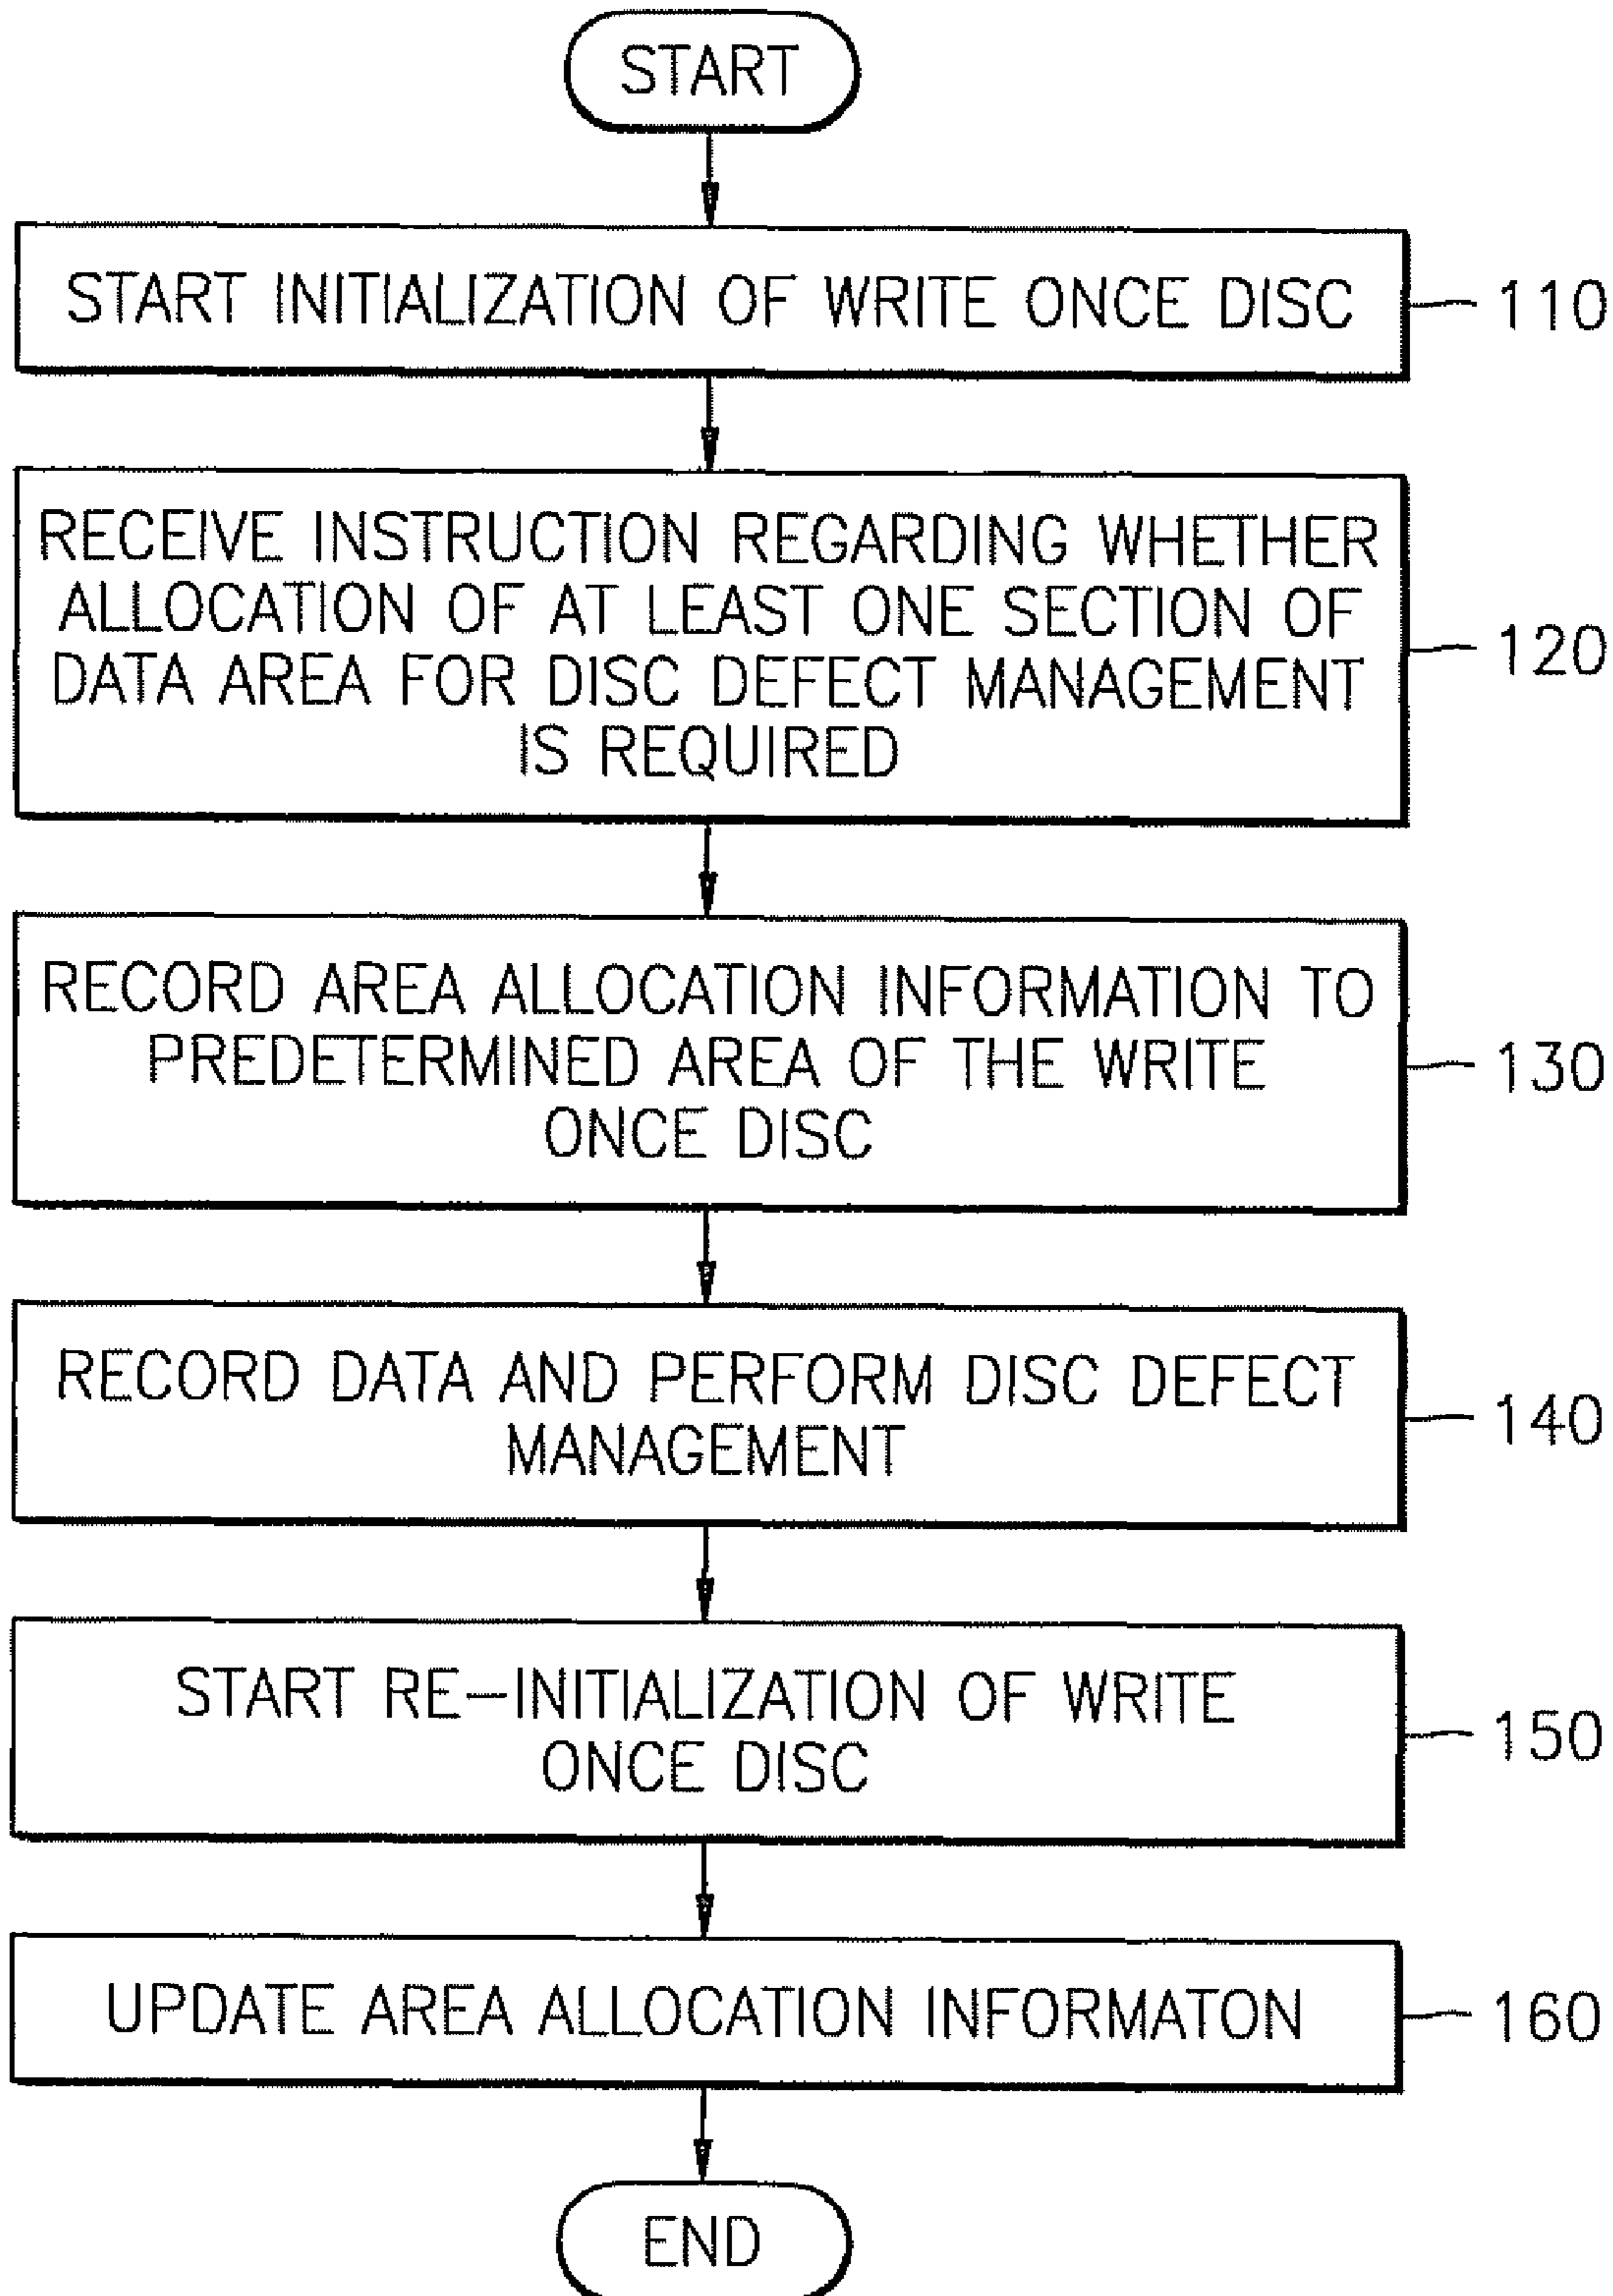 START
START INITIALIZATION OF WRITE ONCE DISC
110
RECEIVE INSTRUCTION REGARDING WHETHER
ALLOCATION OF AT LEAST ONE SECTION OF
DATA AREA FOR DISC DEFECT MANAGEMENT
IS REQUIRED
120
RECORD AREA ALLOCATION INFORMATION TO
PREDETERMINED AREA OF THE WRITE
ONCE DISC
130
RECORD DATA AND PERFORM DISC DEFECT
MANAGEMENT
140
START RE-INITIALIZATION OF WRITE
ONCE DISC
150
UPDATE AREA ALLOCATION INFORMATON
160
END